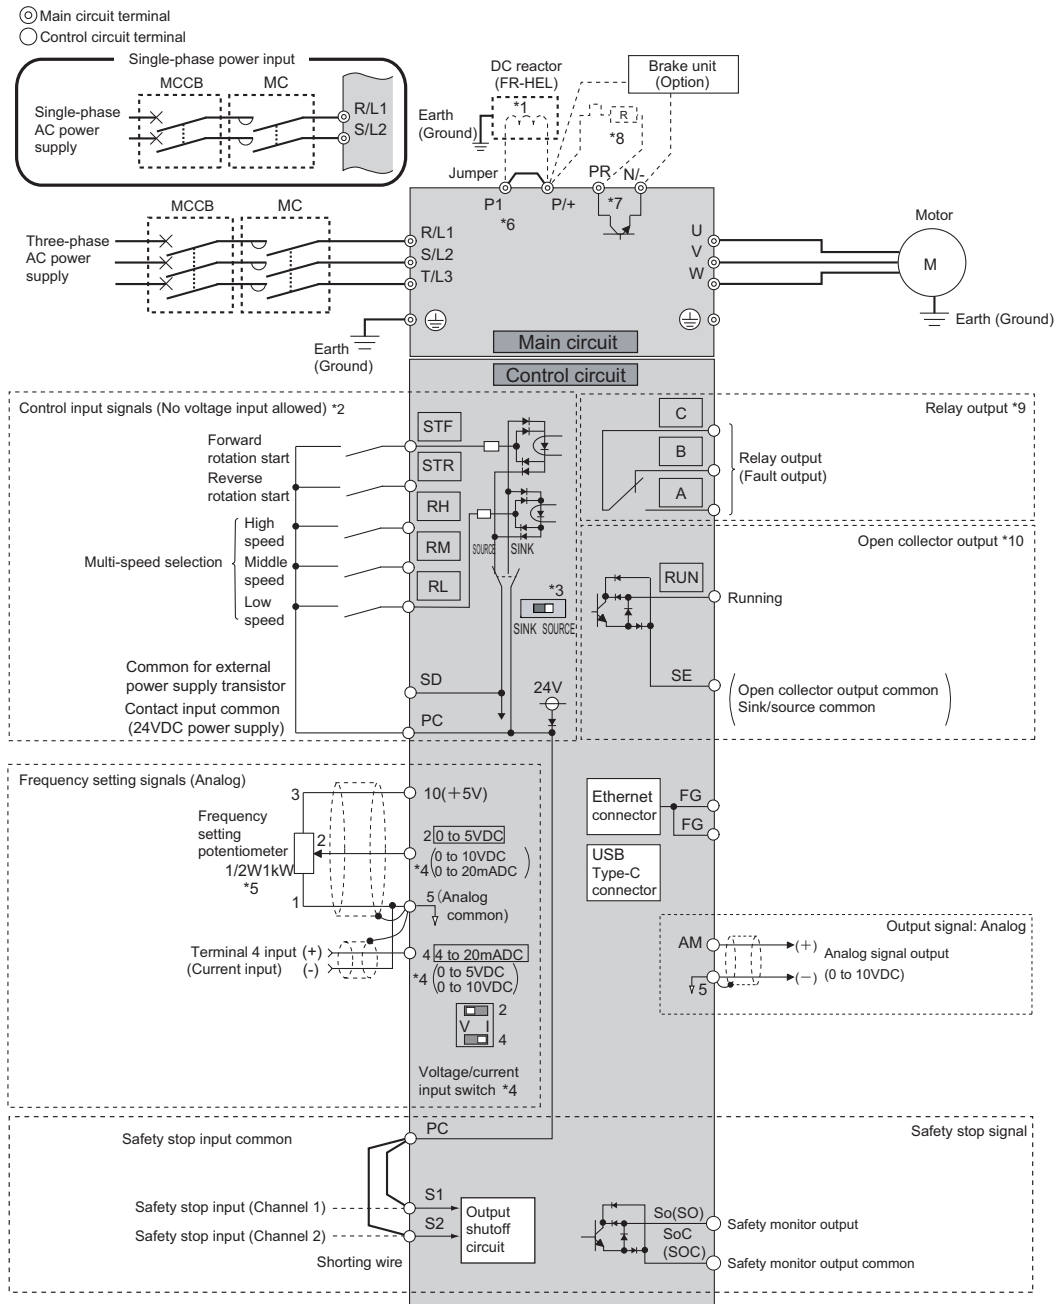 Main circuit terminal
Control circuit terminal
Single-phase power input
MCCB
MC
Single-phase
AC power
supply
R/L1
S/L2
DC reactor
(FR-HEL)
*1
Earth
(Ground)
Brake unit
(Option)
R
*8
Jumper
P1
*6
P/+
PR
*7
N/-
MCCB
MC
Three-phase
AC power
supply
R/L1
S/L2
T/L3
U
V
W
Motor
M
Earth
(Ground)
Earth (Ground)
Main circuit
Control circuit
Control input signals (No voltage input allowed) *2
Forward
rotation start
Reverse
rotation start
Multi-speed selection
High
speed
Middle
speed
Low
speed
STF
STR
RH
RM
RL
SOURCE
SINK
*3
SINK SOURCE
Common for external
power supply transistor
Contact input common
(24VDC power supply)
SD
PC
24V
Relay output *9
C
B
A
Relay output
(Fault output)
Open collector output *10
RUN
Running
SE
Open collector output common
Sink/source common
Frequency setting signals (Analog)
Frequency
setting
potentiometer
1/2W1kW
*5
3
2
1
10(+5V)
2 0 to 5VDC
*4 (0 to 10VDC
0 to 20mADC)
5 (Analog
common)
Terminal 4 input
(Current input)
(+)
(-)
4 4 to 20mADC
*4 (0 to 5VDC
0 to 10VDC)
2
V I
4
Voltage/current
input switch *4
Ethernet
connector
FG
FG
USB
Type-C
connector
Output signal: Analog
AM
5
(+)
(−)
Analog signal output
(0 to 10VDC)
Safety stop signal
Safety stop input common
PC
Safety stop input (Channel 1)
S1
Safety stop input (Channel 2)
S2
Shorting wire
Output
shutoff
circuit
So(SO)
SoC
(SOC)
Safety monitor output
Safety monitor output common